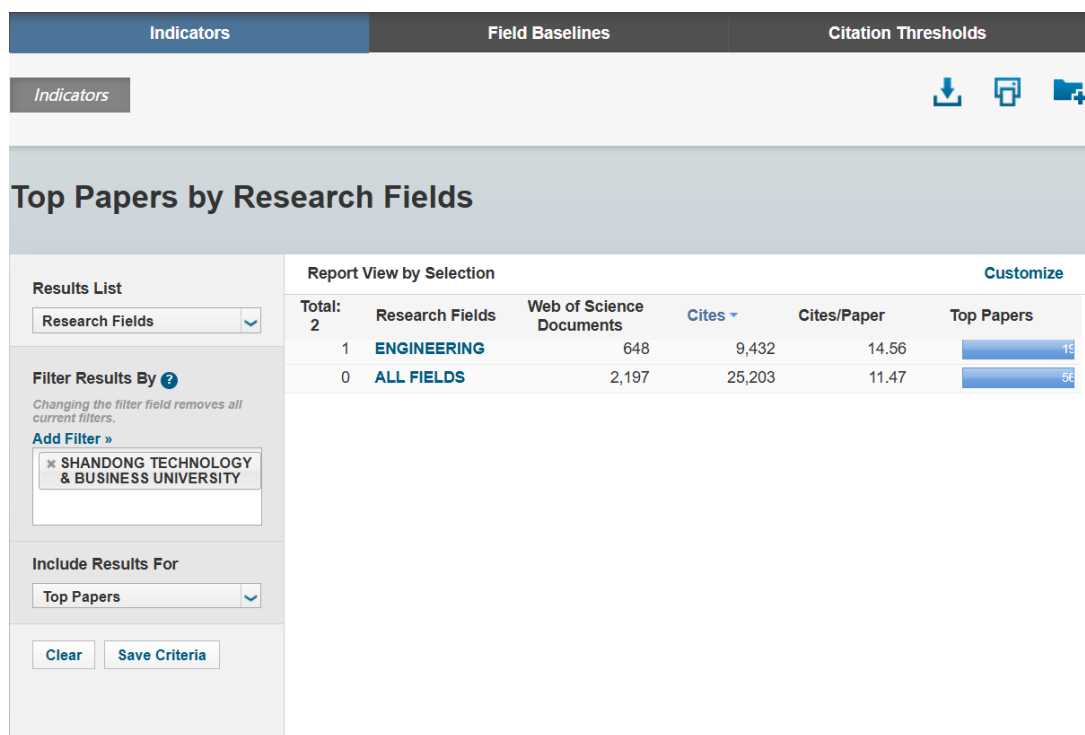 Indicators Field Baselines Citation Thresholds
Indicators
Top Papers by Research Fields
Results List
Research Fields
Filter Results By ?
Changing the filter field removes all
current filters.
Add Filter »
× SHANDONG TECHNOLOGY
& BUSINESS UNIVERSITY
Include Results For
Top Papers
Clear Save Criteria
Report View by Selection Customize
Total:
2
Research Fields
Web of Science
Documents
Cites
Cites/Paper
Top Papers
1 ENGINEERING 648 9,432 14.56 19
0 ALL FIELDS 2,197 25,203 11.47 56